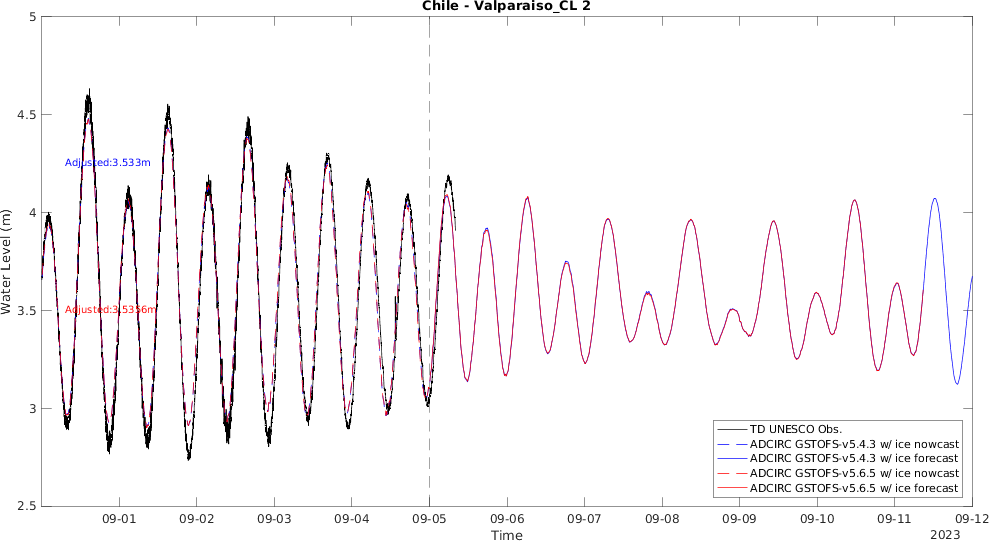 Chile - Valparaiso_CL 2
Water Level (m)
5
4.5
4
3.5
3
2.5
Adjusted:3.533m
Adjusted:3.5356m
TD UNESCO Obs.
ADCIRC GSTOFS-v5.4.3 w/ ice nowcast
ADCIRC GSTOFS-v5.4.3 w/ ice forecast
ADCIRC GSTOFS-v5.6.5 w/ ice nowcast
ADCIRC GSTOFS-v5.6.5 w/ ice forecast
09-01 09-02 09-03 09-04 09-05 09-06 09-07 09-08 09-09 09-10 09-11 09-12
Time
2023